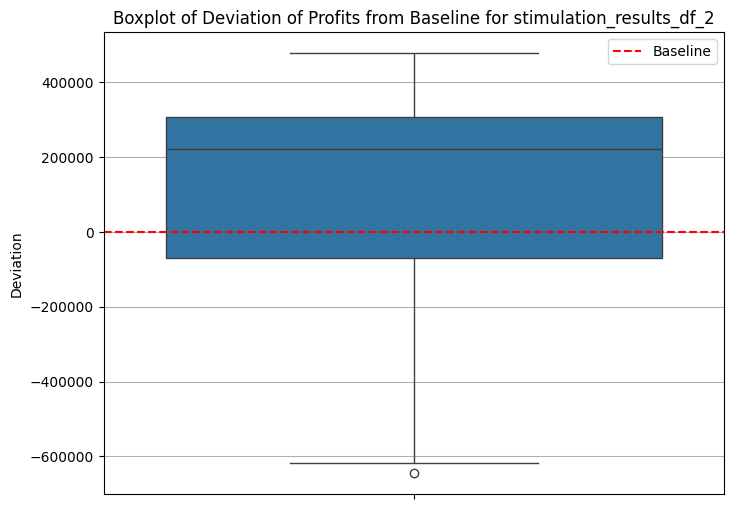 Boxplot of Deviation of Profits from Baseline for stimulation_results_df_2
Baseline
400000
200000
0
−200000
−400000
−600000
Deviation